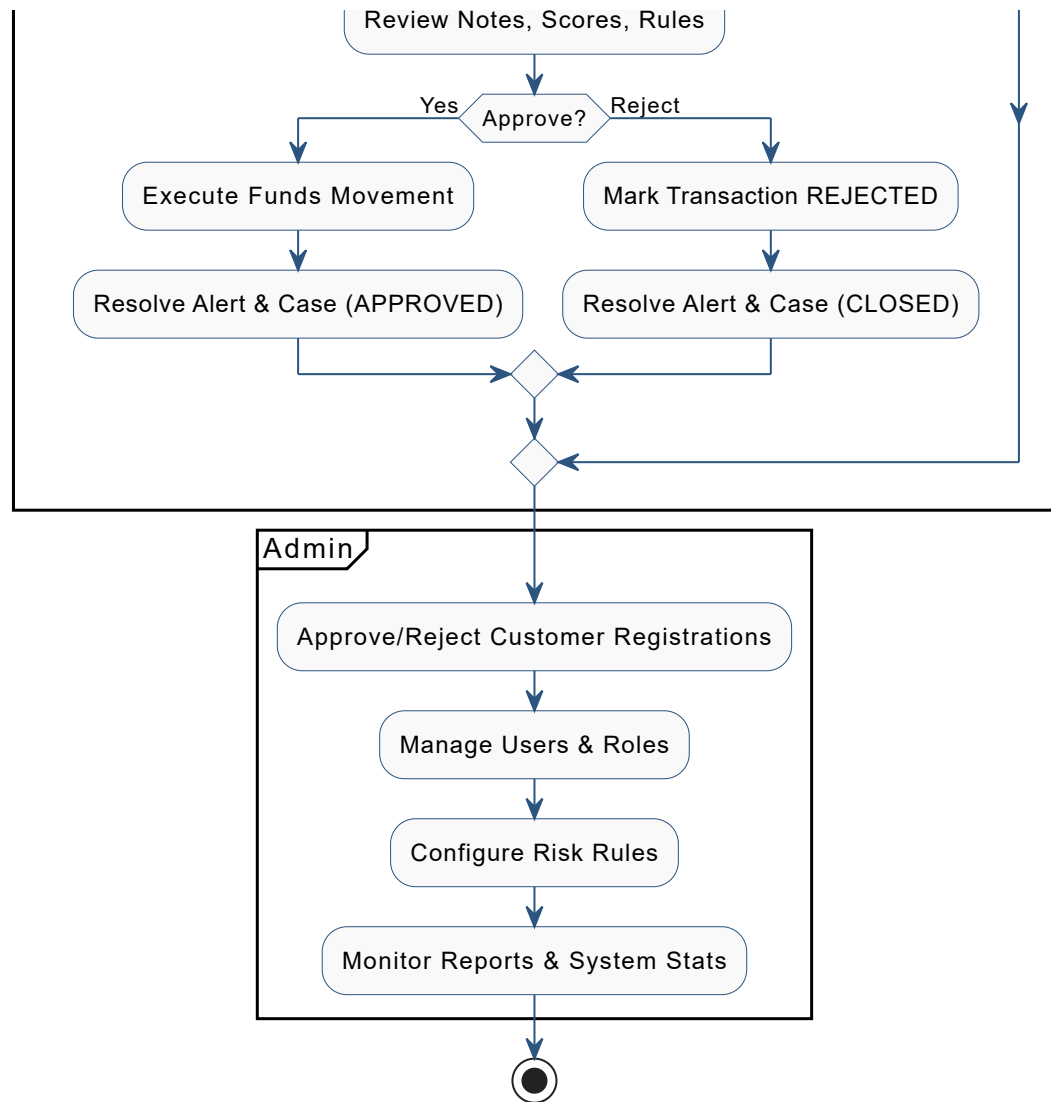 Review Notes, Scores, Rules
Yes
Approve?
Reject
Execute Funds Movement
Mark Transaction REJECTED
Resolve Alert & Case (APPROVED)
Resolve Alert & Case (CLOSED)
Admin
Approve/Reject Customer Registrations
Manage Users & Roles
Configure Risk Rules
Monitor Reports & System Stats